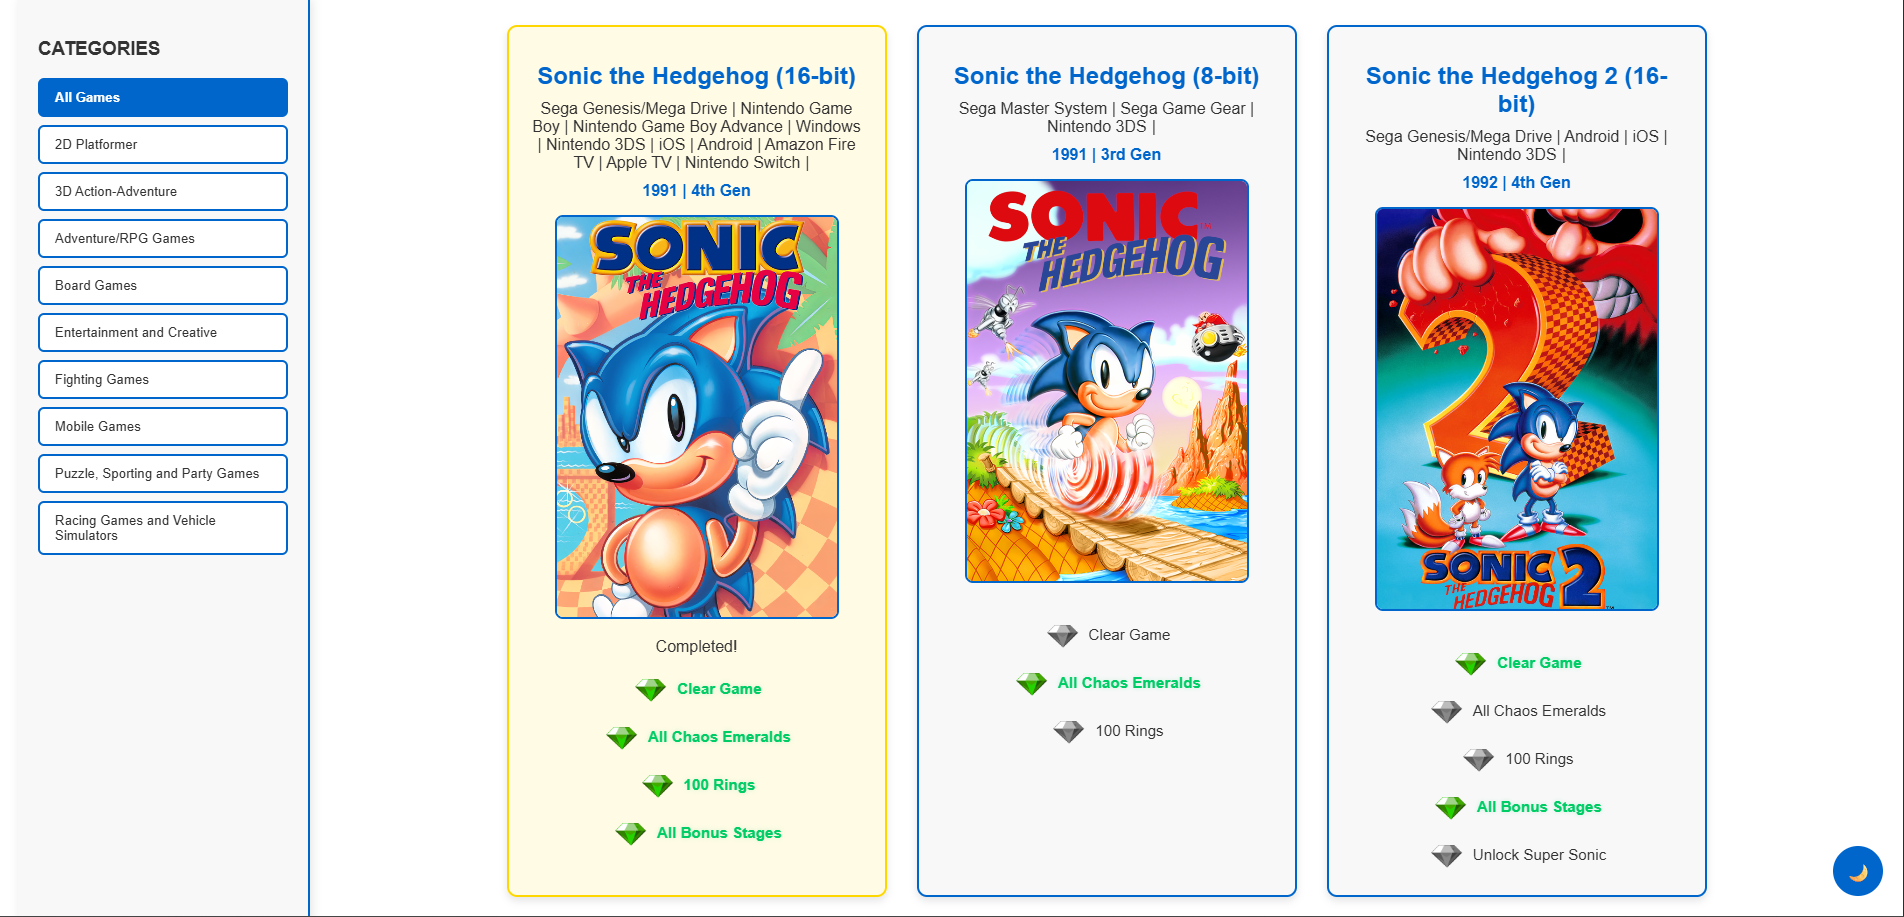 CATEGORIES
All Games
2D Platformer
3D Action-Adventure
Adventure/RPG Games
Board Games
Entertainment and Creative
Fighting Games
Mobile Games
Puzzle, Sporting and Party Games
Racing Games and Vehicle
Simulators
Sonic the Hedgehog (16-bit)
Sega Genesis/Mega Drive | Nintendo Game
Boy | Nintendo Game Boy Advance | Windows
| Nintendo 3DS | iOS | Android | Amazon Fire
TV | Apple TV | Nintendo Switch |
1991 | 4th Gen
SONIC
THE
HEDGEHOG
Completed!
Clear Game
All Chaos Emeralds
100 Rings
All Bonus Stages
Sonic the Hedgehog (8-bit)
Sega Master System | Sega Game Gear |
Nintendo 3DS |
1991 | 3rd Gen
SONIC
THE
HEDGEHOG
Clear Game
All Chaos Emeralds
100 Rings
Sonic the Hedgehog 2 (16-
bit)
Sega Genesis/Mega Drive | Android | iOS |
Nintendo 3DS |
1992 | 4th Gen
2
SONIC 2
THE
HEDGEHOG
TM
Clear Game
All Chaos Emeralds
100 Rings
All Bonus Stages
Unlock Super Sonic